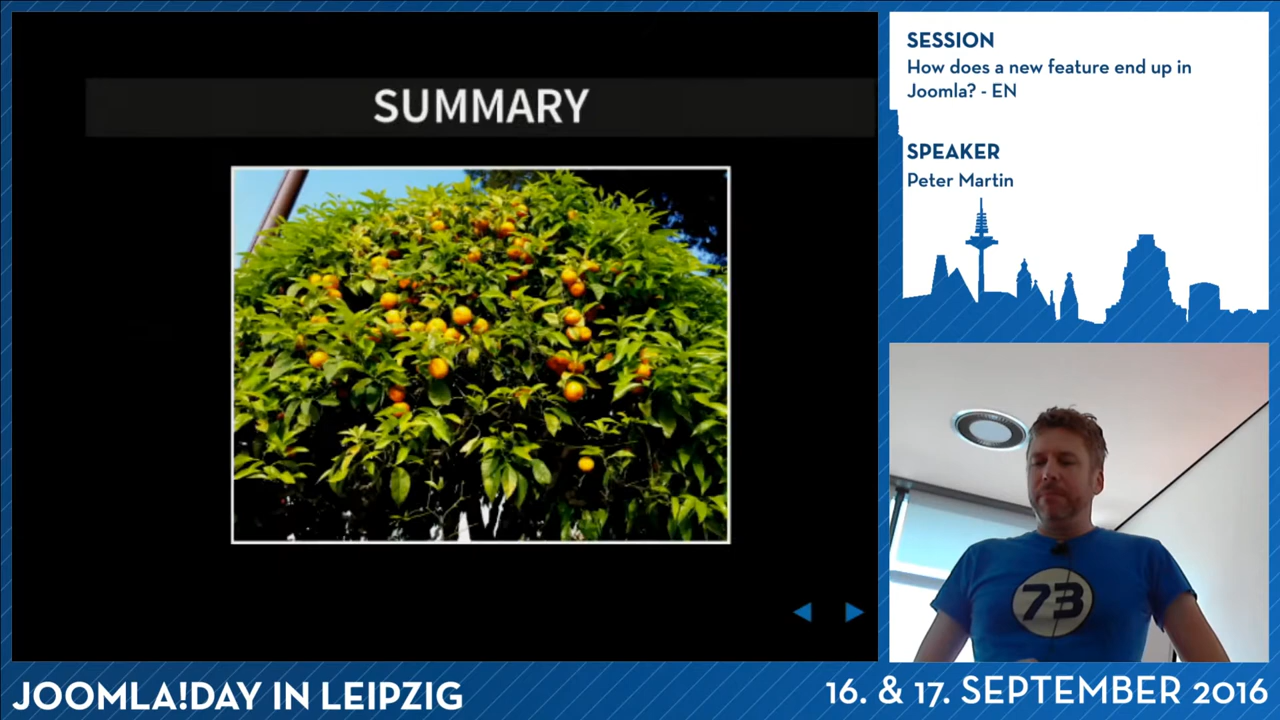 SUMMARY
SESSION
How does a new feature end up in
Joomla? - EN
SPEAKER
Peter Martin
73
JOOMLA!DAY IN LEIPZIG
16. & 17. SEPTEMBER 2016